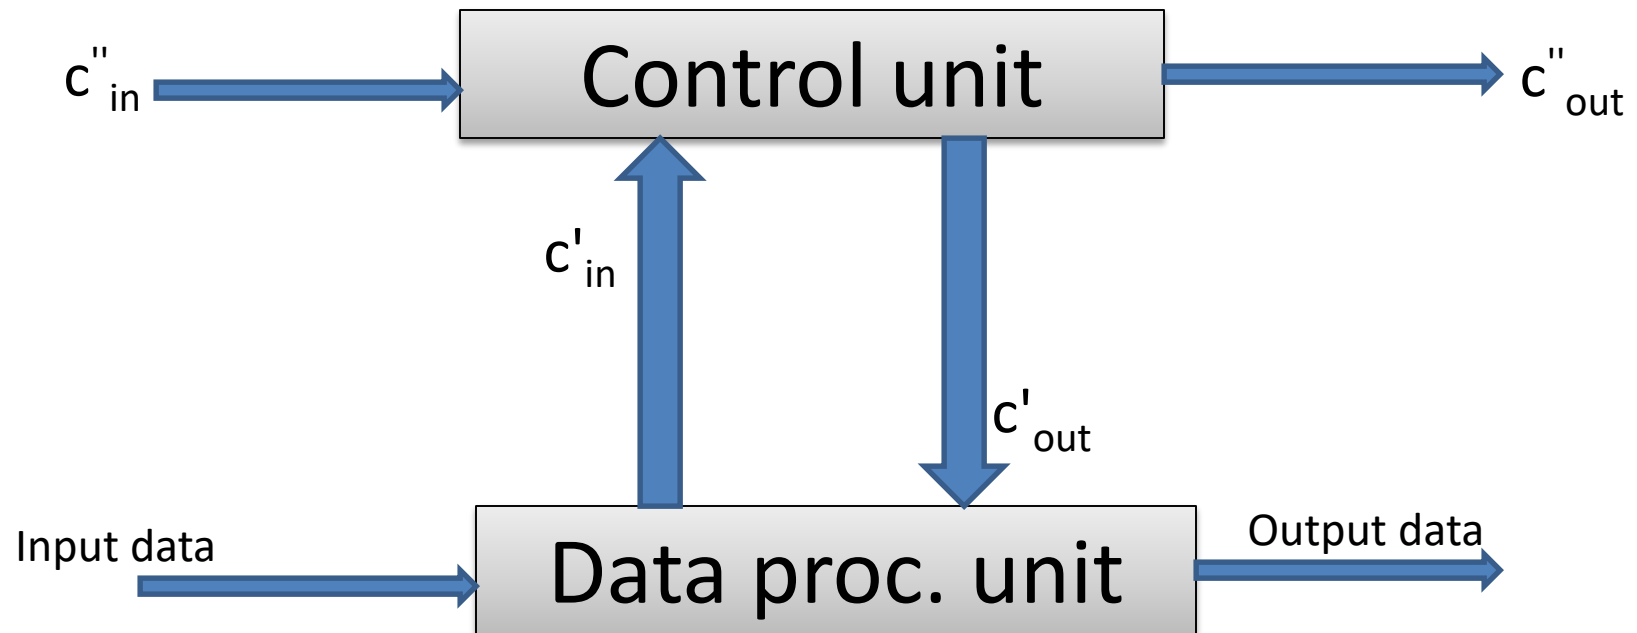 c''in
Control unit
c''out
c'in
c'out
Input data
Data proc. unit
Output data